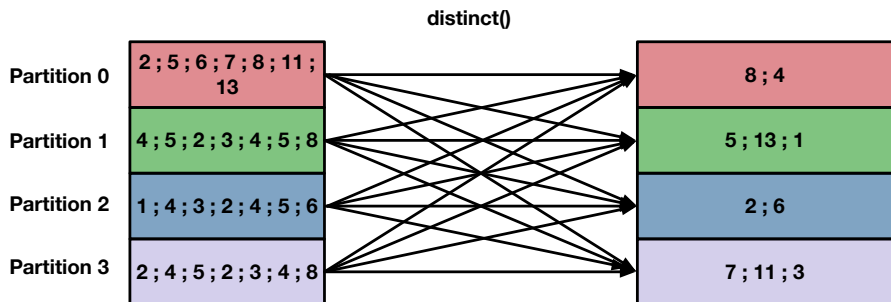 distinct()
Partition 0
2 ; 5 ; 6 ; 7 ; 8 ; 11 ;
13
8 ; 4
Partition 1
4 ; 5 ; 2 ; 3 ; 4 ; 5 ; 8
5 ; 13 ; 1
Partition 2
1 ; 4 ; 3 ; 2 ; 4 ; 5 ; 6
2 ; 6
Partition 3
2 ; 4 ; 5 ; 2 ; 3 ; 4 ; 8
7 ; 11 ; 3